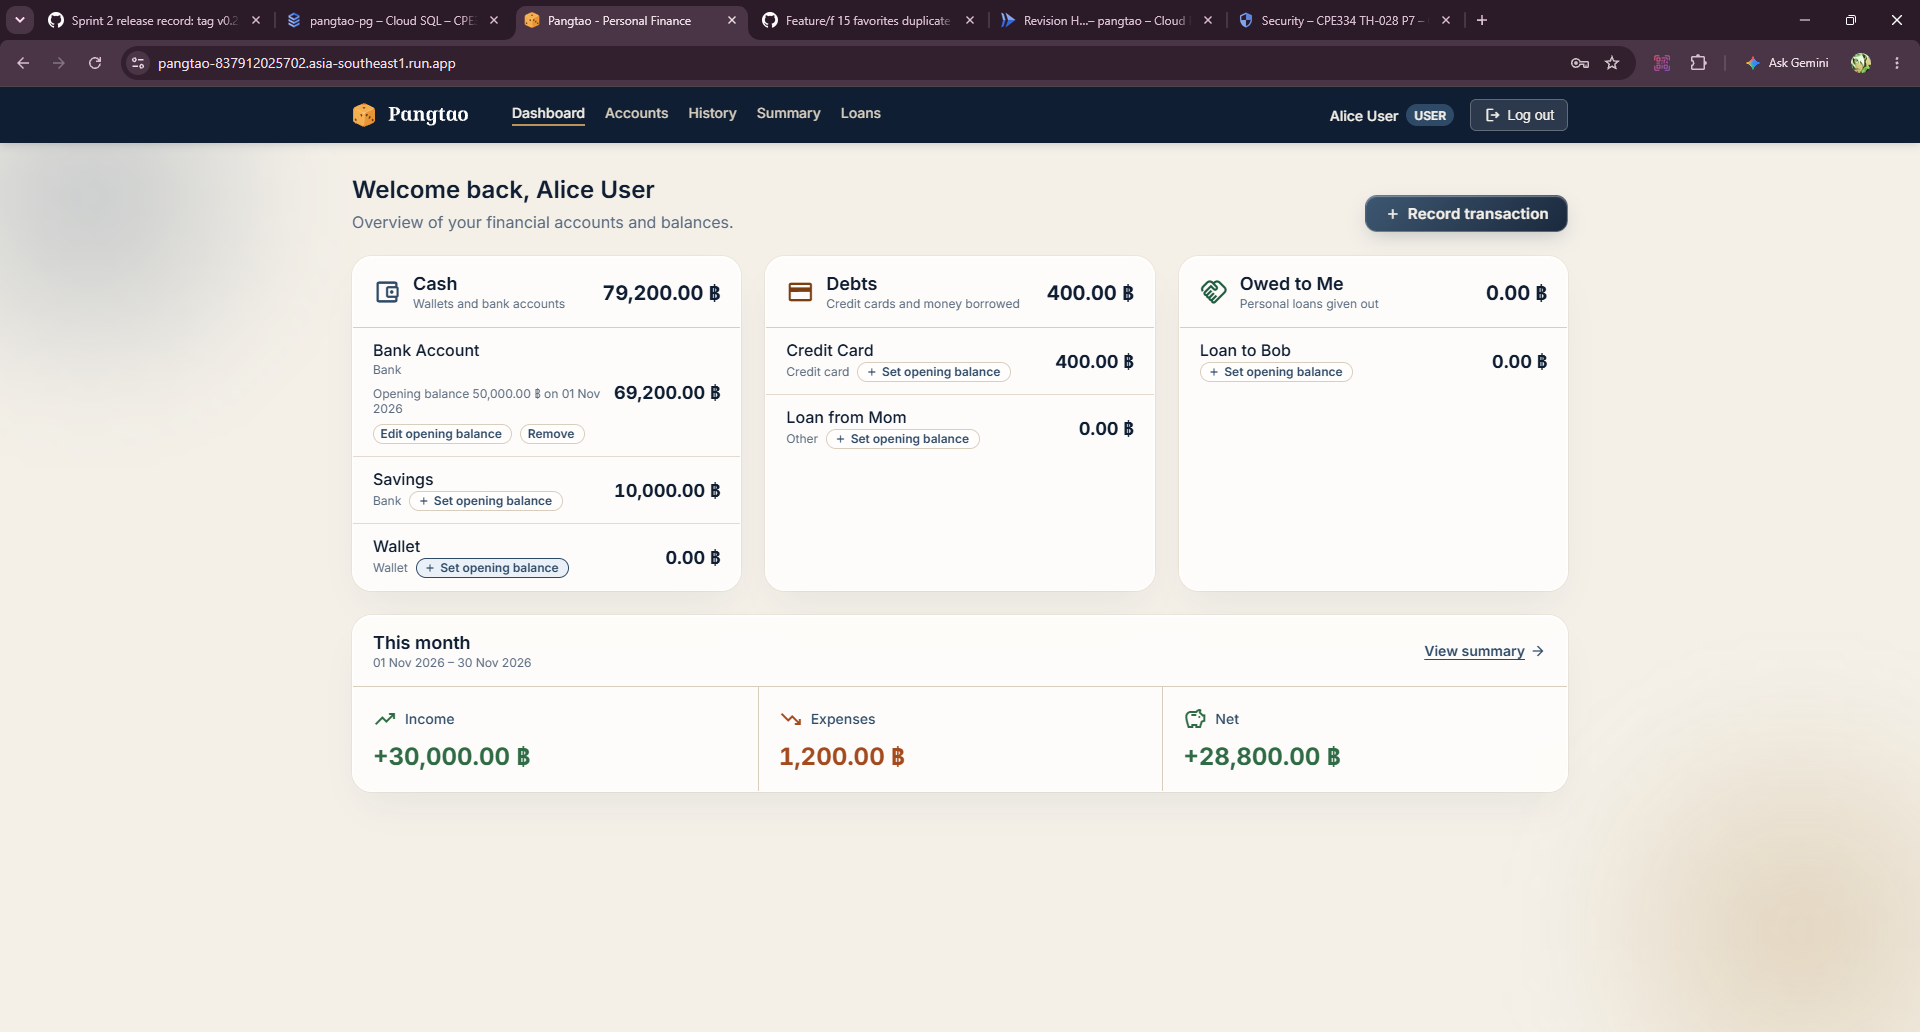 Sprint 2 release record: tag v0.2
pangtao-pg – Cloud SQL – CPE
Pangtao - Personal Finance
Feature/f 15 favorites duplicate
Revision H...– pangtao – Cloud
Security – CPE334 TH-028 P7 –
pangtao-837912025702.asia-southeast1.run.app
Ask Gemini
Pangtao
Dashboard
Accounts
History
Summary
Loans
Alice User
USER
Log out
Welcome back, Alice User
Overview of your financial accounts and balances.
+ Record transaction
Cash
Wallets and bank accounts
79,200.00 ฿
Bank Account
Bank
Opening balance 50,000.00 ฿ on 01 Nov
2026
69,200.00 ฿
Edit opening balance
Remove
Savings
Bank
+ Set opening balance
10,000.00 ฿
Wallet
Wallet
+ Set opening balance
0.00 ฿
Debts
Credit cards and money borrowed
400.00 ฿
Credit Card
Credit card
+ Set opening balance
400.00 ฿
Loan from Mom
Other
+ Set opening balance
0.00 ฿
Owed to Me
Personal loans given out
0.00 ฿
Loan to Bob
+ Set opening balance
0.00 ฿
This month
01 Nov 2026 – 30 Nov 2026
View summary →
Income
+30,000.00 ฿
Expenses
1,200.00 ฿
Net
+28,800.00 ฿